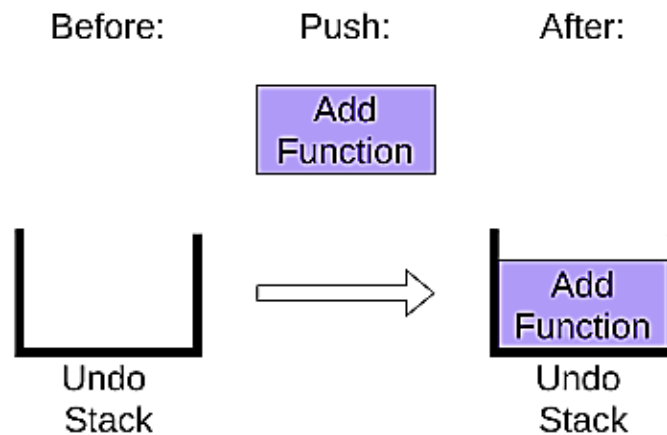 Before:
Push:
After:
Add
Function
Add
Function
Undo
Stack
Undo
Stack